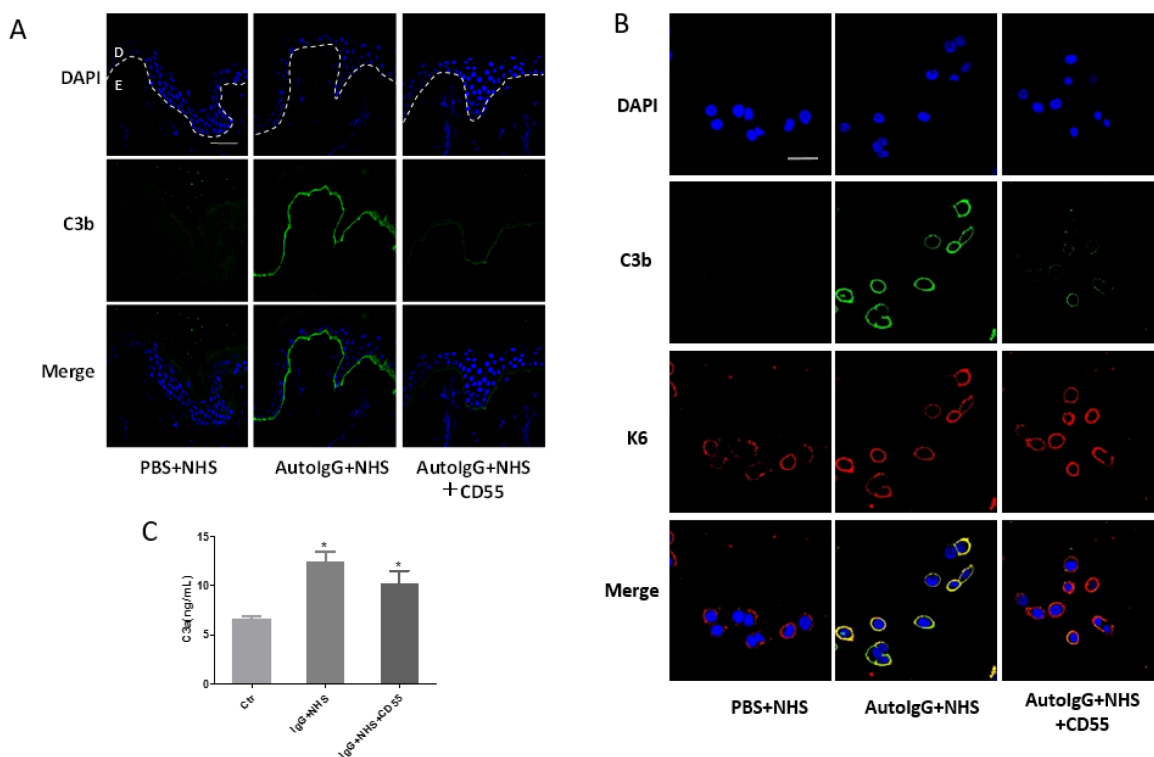 A
D
E
DAPI
C3b
Merge
PBS+NHS
AutoIgG+NHS
AutoIgG+NHS
+CD55
B
DAPI
C3b
K6
Merge
PBS+NHS
AutoIgG+NHS
AutoIgG+NHS
+CD55
C
C3a(ng/mL)
15
10
5
0
*
*
Ctr
IgG+NHS
IgG+NHS+CD55